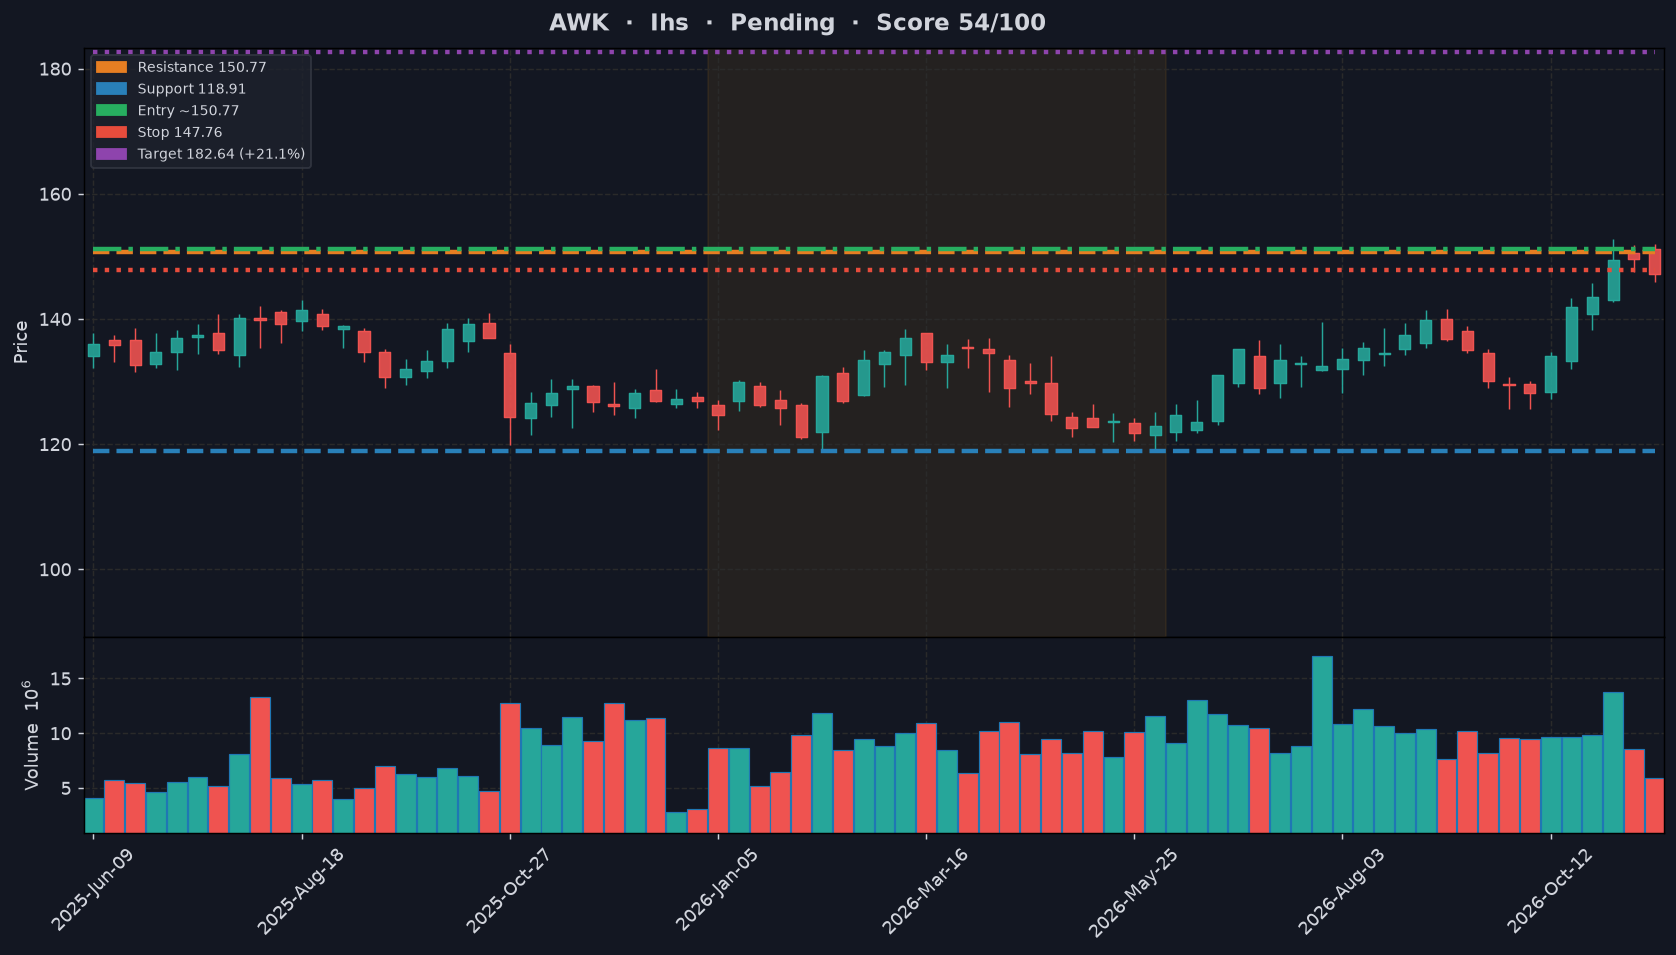 AWK · Ihs · Pending · Score 54/100
Resistance 150.77
Support 118.91
Entry ~150.77
Stop 147.76
Target 182.64 (+21.1%)
Price
180
160
140
120
100
Volume 10⁶
15
10
5
2025-Jun-09
2025-Aug-18
2025-Oct-27
2026-Jan-05
2026-Mar-16
2026-May-25
2026-Aug-03
2026-Oct-12